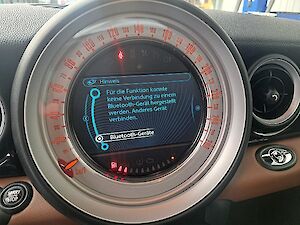 Hinweis
Für die Funktion konnte
keine Verbindung zu einem
Bluetooth-Gerät hergestellt
werden. Anderes Gerät
verbinden.
Bluetooth-Geräte